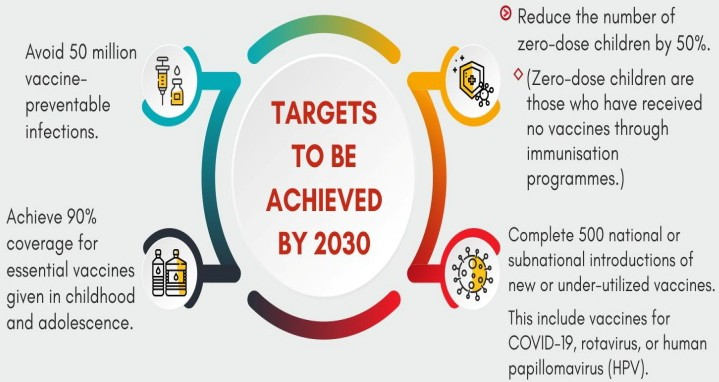 Avoid 50 million
vaccine-
preventable
infections.
Achieve 90%
coverage for
essential vaccines
given in childhood
and adolescence.
TARGETS
TO BE
ACHIEVED
BY 2030
Reduce the number of
zero-dose children by 50%.
(Zero-dose children are
those who have received
no vaccines through
immunisation
programmes.)
Complete 500 national or
subnational introductions of
new or under-utilized vaccines.
This include vaccines for
COVID-19, rotavirus, or human
papillomavirus (HPV).